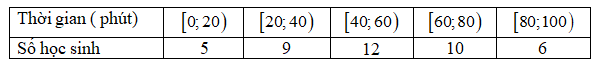 Thời gian ( phút) [0; 20) [20; 40) [40; 60) [60; 80) [80;100)
Số học sinh 5 9 12 10 6